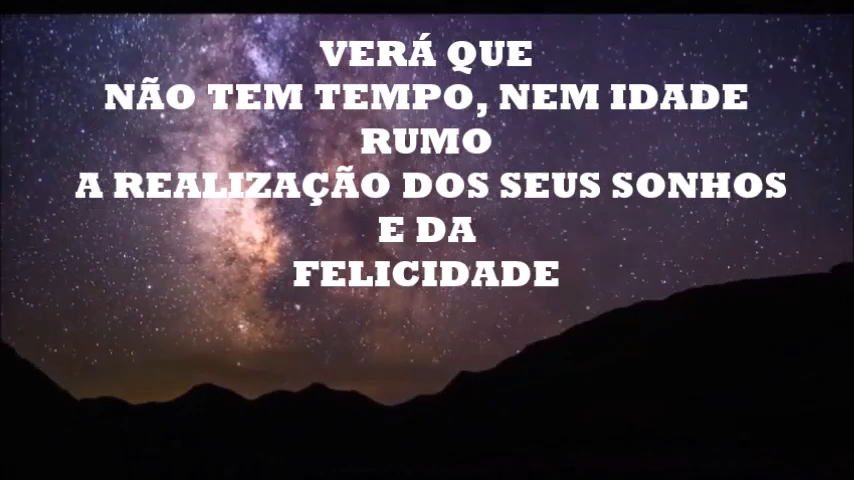 VERÁ QUE
NÃO TEM TEMPO, NEM IDADE
RUMO
A REALIZAÇÃO DOS SEUS SONHOS
E DA
FELICIDADE